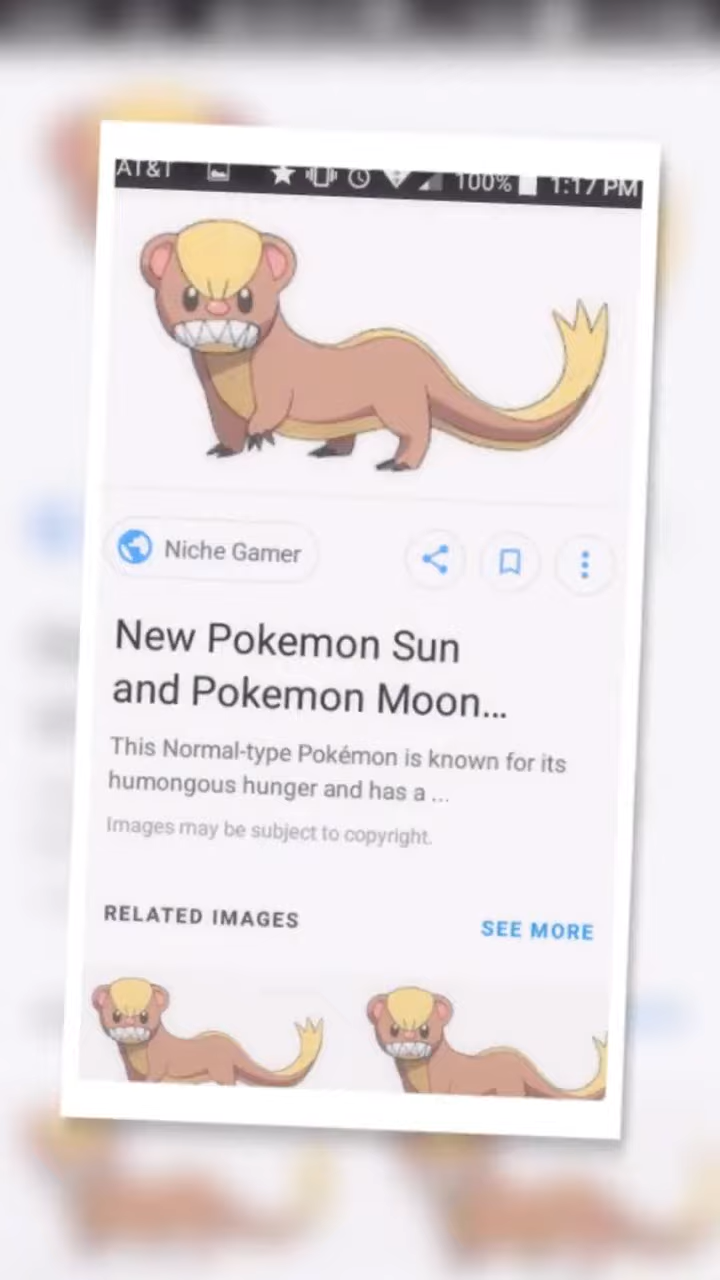 AT&T 100% 1:17 PM
Niche Gamer
New Pokemon Sun
and Pokemon Moon...
This Normal-type Pokémon is known for its
humongous hunger and has a ...
Images may be subject to copyright.
RELATED IMAGES
SEE MORE